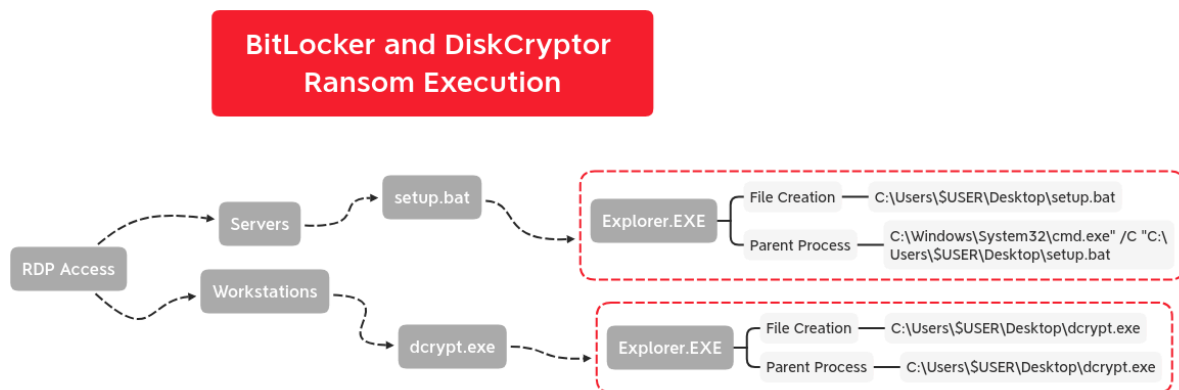 BitLocker and DiskCryptor
Ransom Execution
RDP Access
Servers
setup.bat
Explorer.EXE
File Creation
C:\Users\$USER\Desktop\setup.bat
Parent Process
C:\Windows\System32\cmd.exe" /C "C:\
Users\$USER\Desktop\setup.bat
Workstations
dcrypt.exe
Explorer.EXE
File Creation
C:\Users\$USER\Desktop\dcrypt.exe
Parent Process
C:\Users\$USER\Desktop\dcrypt.exe